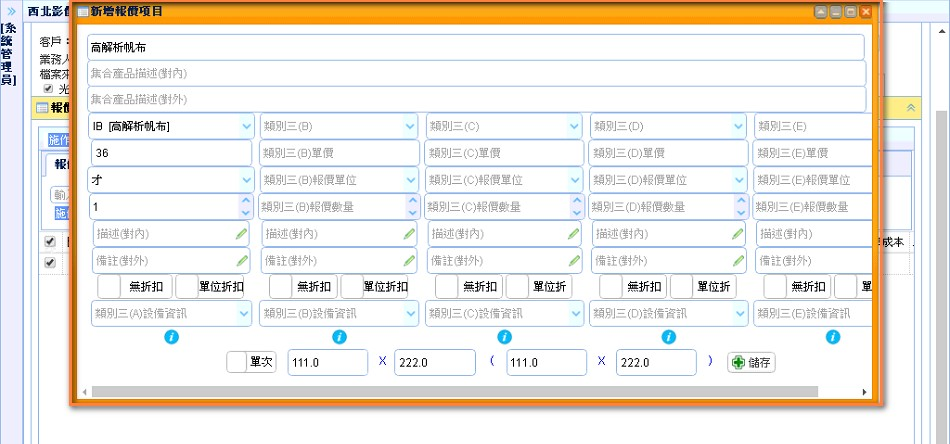 西北影
新增報價項目
[系統管理員]
客戶：
業務人
檔案來
光
報價
施作
報價
高解析帆布
集合產品描述(對內)
集合產品描述(對外)
IB [高解析帆布] 類別三(B) 類別三(C) 類別三(D) 類別三(E)
36 類別三(B)單價 類別三(C)單價 類別三(D)單價 類別三(E)單價
才 類別三(B)報價單位 類別三(C)報價單位 類別三(D)報價單位 類別三(E)報價單位
1 類別三(B)報價數量 類別三(C)報價數量 類別三(D)報價數量 類別三(E)報價數量
描述(對內) 描述(對內) 描述(對內) 描述(對內) 描述(對內)
成本
備註(對外) 備註(對外) 備註(對外) 備註(對外) 備註(對外)
無折扣 單位折扣 無折扣 單位折扣 無折扣 單位折 無折扣 單位折 無折扣
類別三(A)設備資訊 類別三(B)設備資訊 類別三(C)設備資訊 類別三(D)設備資訊 類別三(E)設備資訊
單次 111.0 X 222.0 ( 111.0 X 222.0 ) 儲存